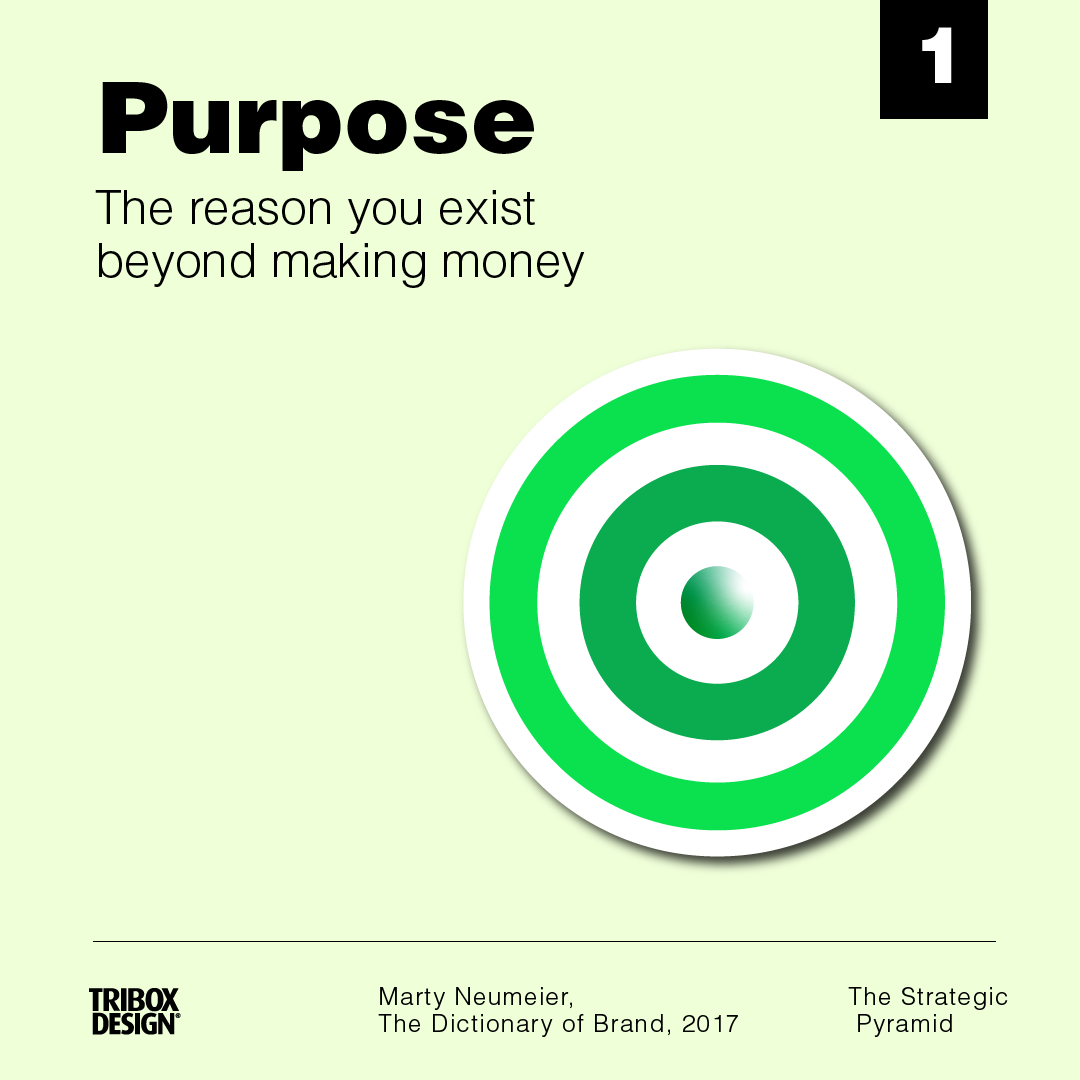 1
Purpose
The reason you exist
beyond making money
TRIBOX
DESIGN®
Marty Neumeier,
The Dictionary of Brand, 2017
The Strategic
Pyramid